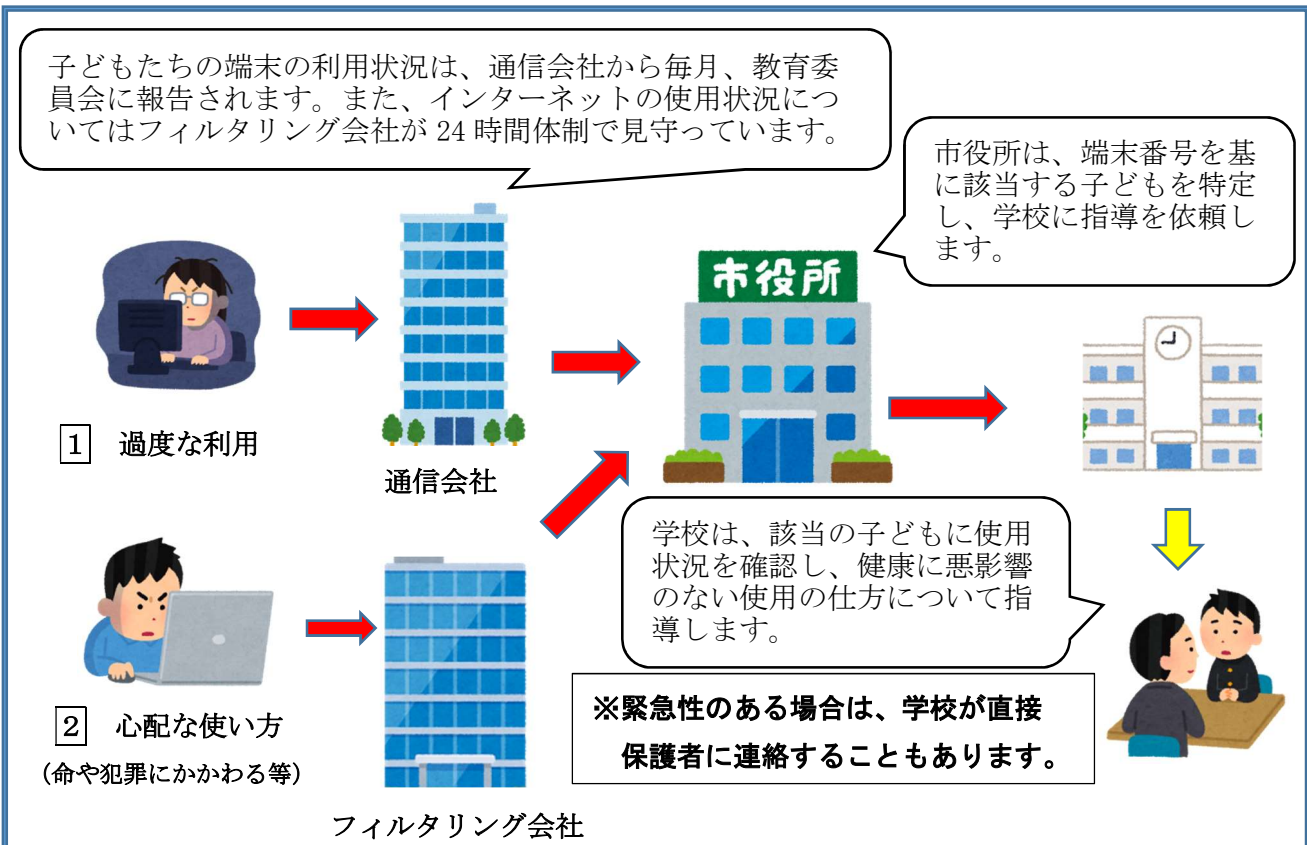 子どもたちの端末の利用状況は、通信会社から毎月、教育委
員会に報告されます。また、インターネットの使用状況につ
いてはフィルタリング会社が 24 時間体制で見守っています。
市役所は、端末番号を基
に該当する子どもを特定
し、学校に指導を依頼し
ます。
市役所
1 過度な利用
通信会社
学校は、該当の子どもに使用
状況を確認し、健康に悪影響
のない使用の仕方について指
導します。
2 心配な使い方
(命や犯罪にかかわる等)
※緊急性のある場合は、学校が直接
保護者に連絡することもあります。
フィルタリング会社